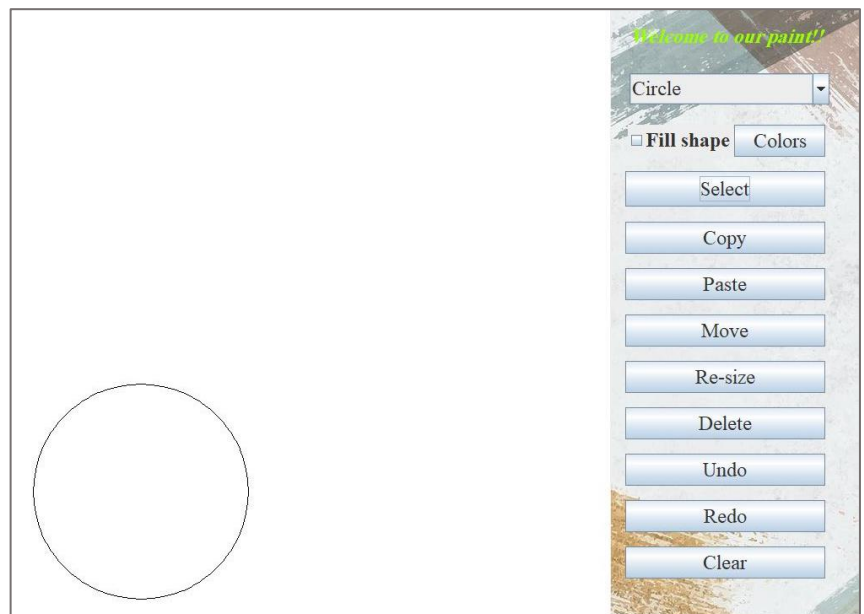 Welcome to our paint!!
Circle
Fill shape Colors
Select
Copy
Paste
Move
Re-size
Delete
Undo
Redo
Clear